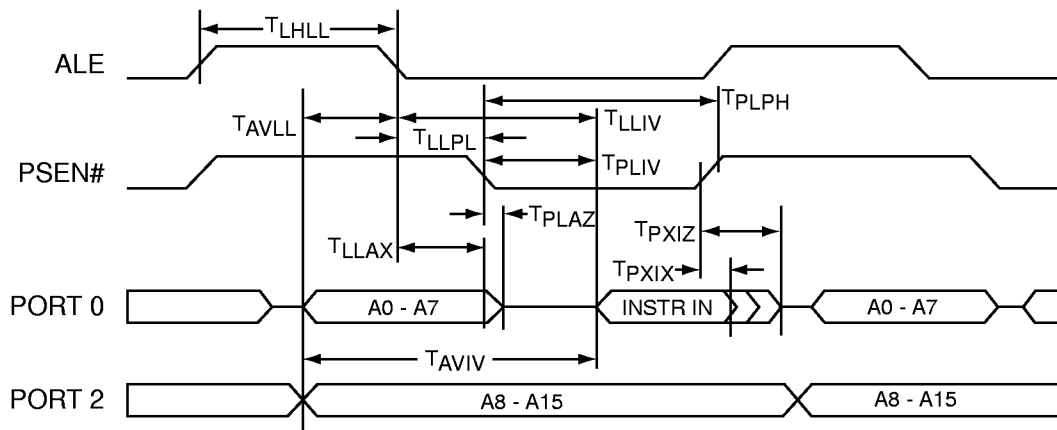 TLHLL
ALE
TPLPH
TAVLL
TLLIV
TLLPL
PSEN#
TPLIV
TPLAZ
TPXIZ
TLLAX
TPXIX
PORT 0
A0 - A7
INSTR IN
A0 - A7
TAVIV
PORT 2
A8 - A15
A8 - A15